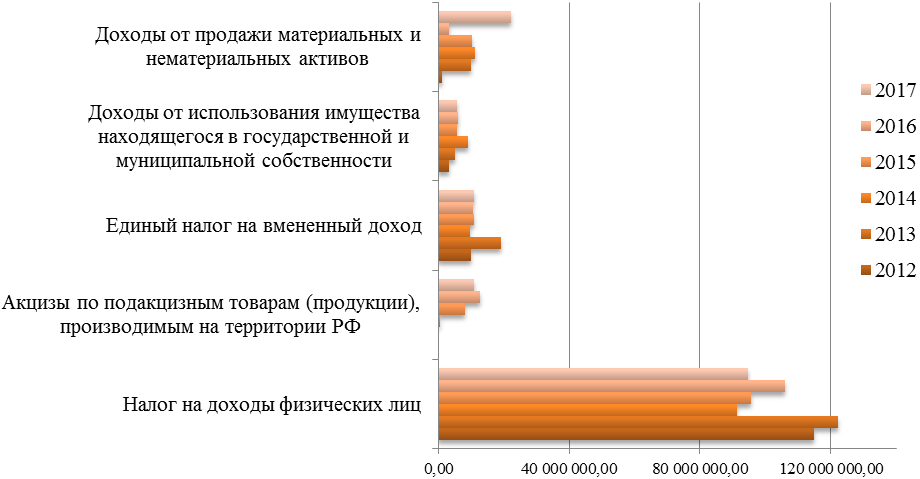 Доходы от продажи материальных и
нематериальных активов
Доходы от использования имущества
находящегося в государственной и
муниципальной собственности
Единый налог на вмененный доход
Акцизы по подакцизным товарам (продукции),
производимым на территории РФ
Налог на доходы физических лиц
0,00
40 000 000,00
80 000 000,00
120 000 000,00
2017
2016
2015
2014
2013
2012